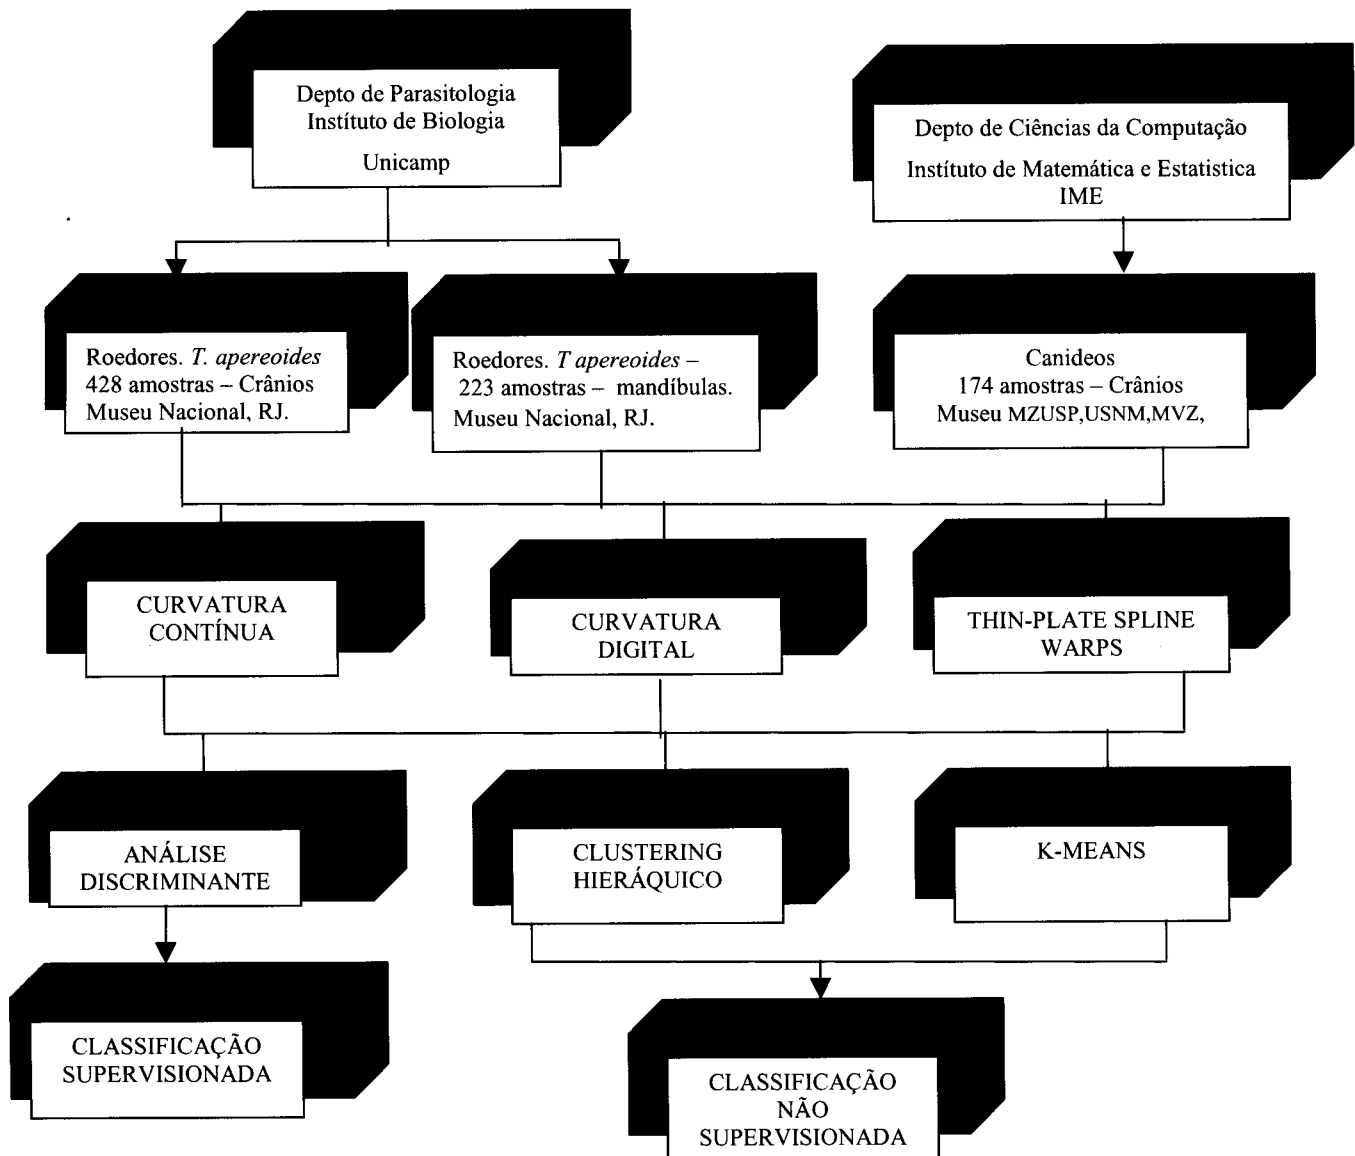 Depto de Parasitologia
Instítuto de Biologia
Unicamp
Depto de Ciências da Computação
Instítuto de Matemática e Estatistica
IME
Roedores. T. apereoides
428 amostras – Crânios
Museu Nacional, RJ.
Roedores. T apereoides –
223 amostras – mandíbulas.
Museu Nacional, RJ.
Canideos
174 amostras – Crânios
Museu MZUSP,USNM,MVZ,
CURVATURA
CONTÍNUA
CURVATURA
DIGITAL
THIN-PLATE SPLINE
WARPS
ANÁLISE
DISCRIMINANTE
CLUSTERING
HIERÁQUICO
K-MEANS
CLASSIFICAÇÃO
SUPERVISIONADA
CLASSIFICAÇÃO
NÃO
SUPERVISIONADA